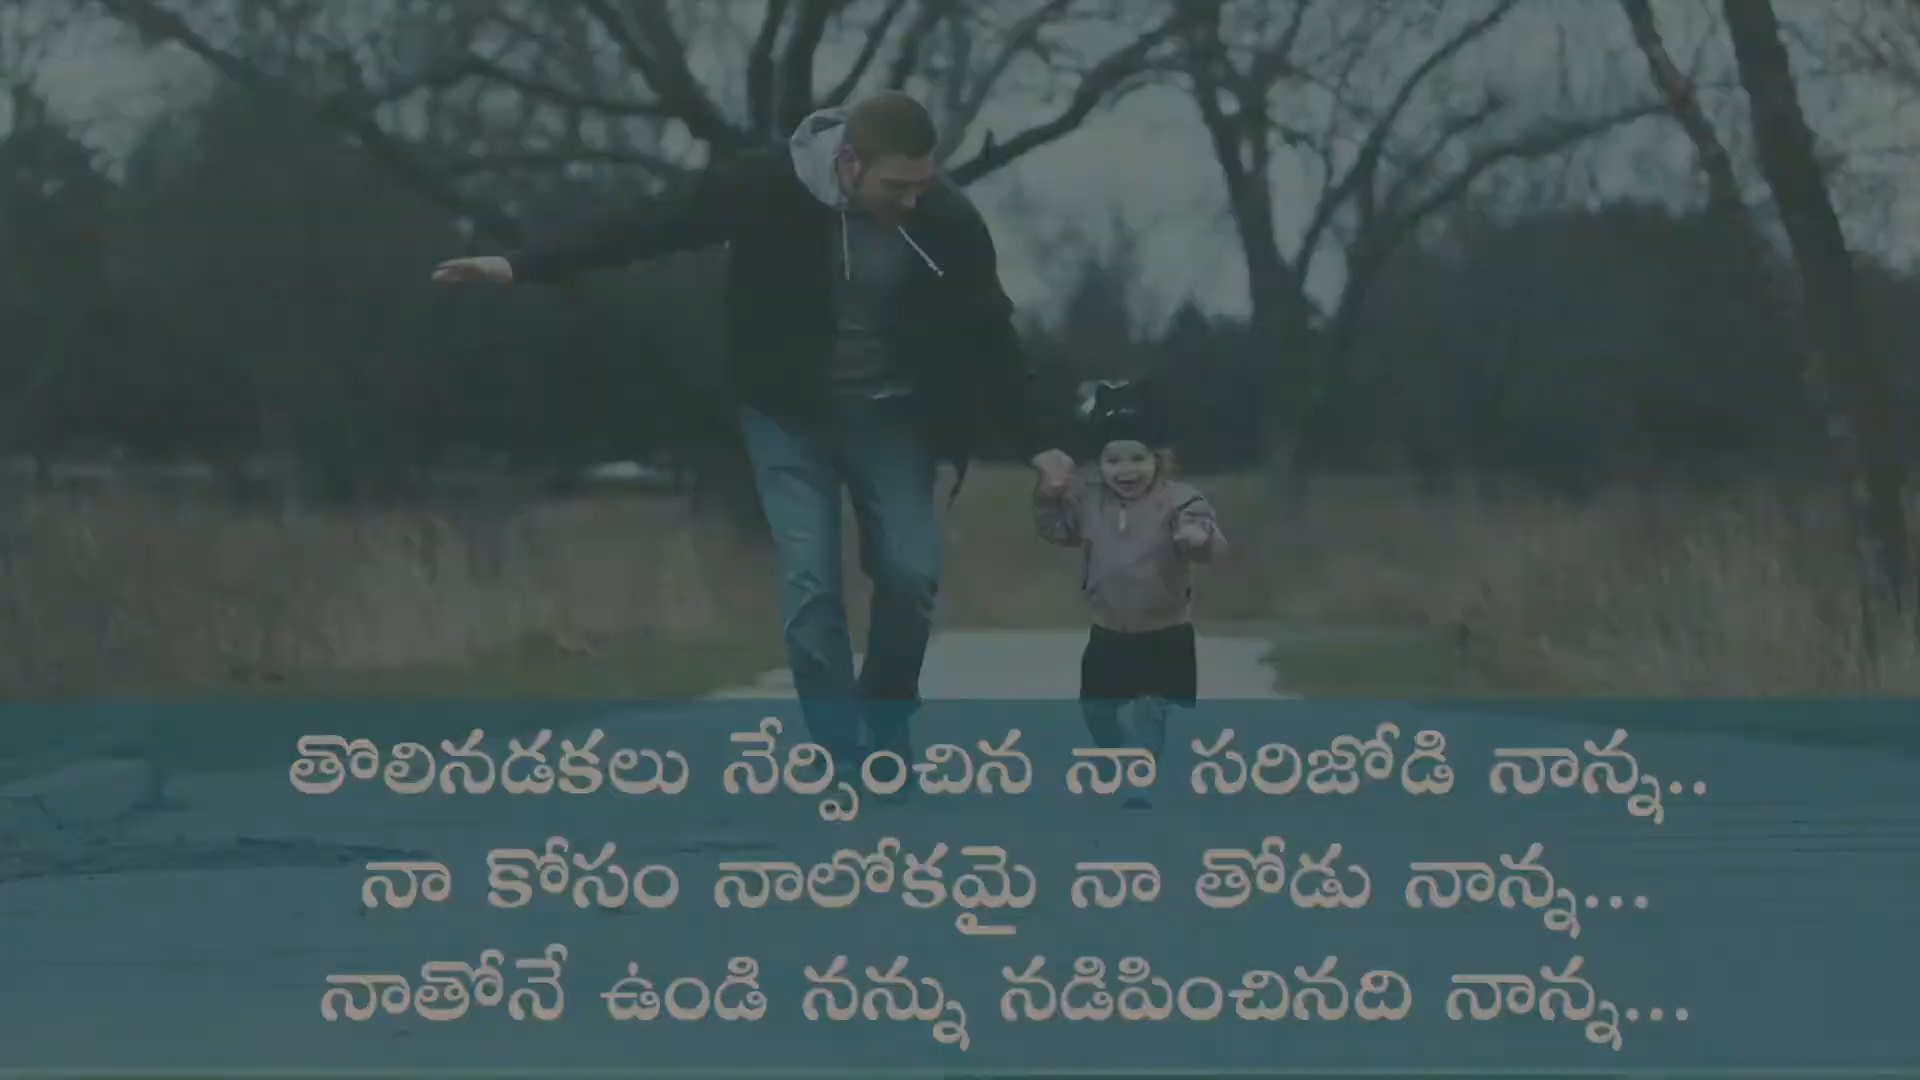 తొలినడకలు నేర్పించిన నా సరిజోడి నాన్న..
నా కోసం నాలోకమై నా తోడు నాన్న...
నాతోనే ఉండి నన్ను నడిపించినది నాన్న...